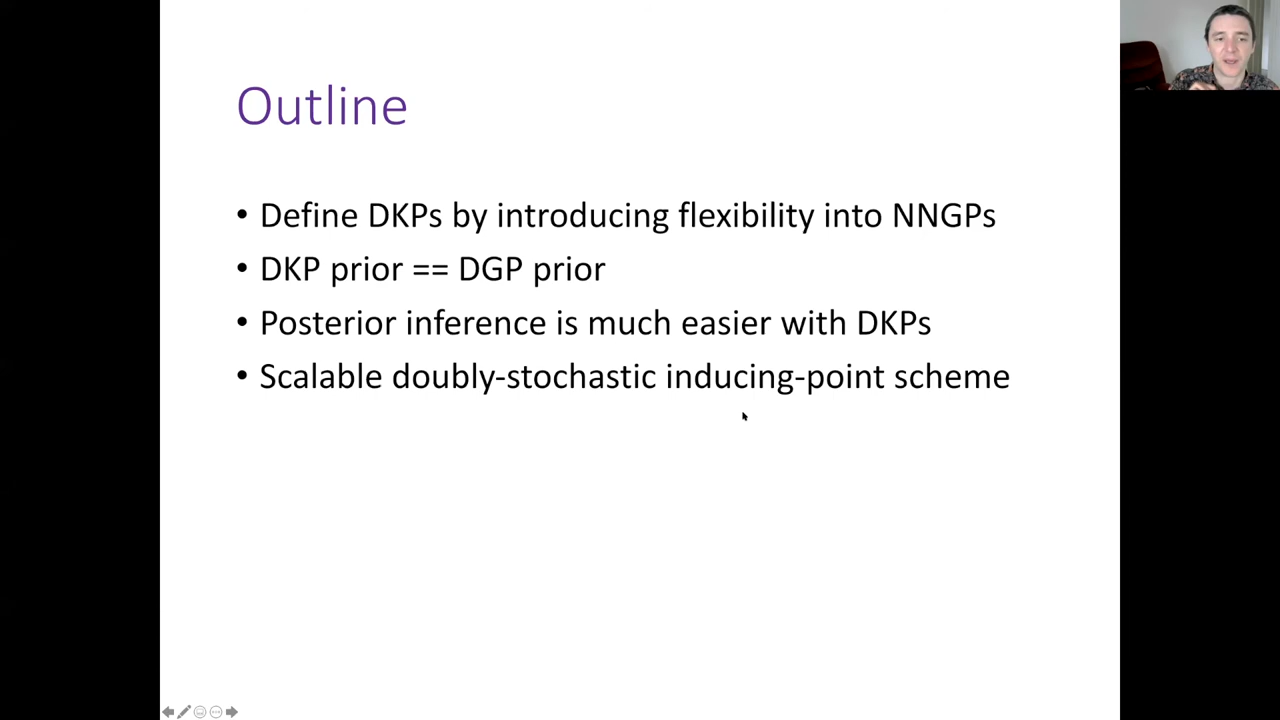 Outline
• Define DKPs by introducing flexibility into NNGPs
• DKP prior == DGP prior
• Posterior inference is much easier with DKPs
• Scalable doubly-stochastic inducing-point scheme